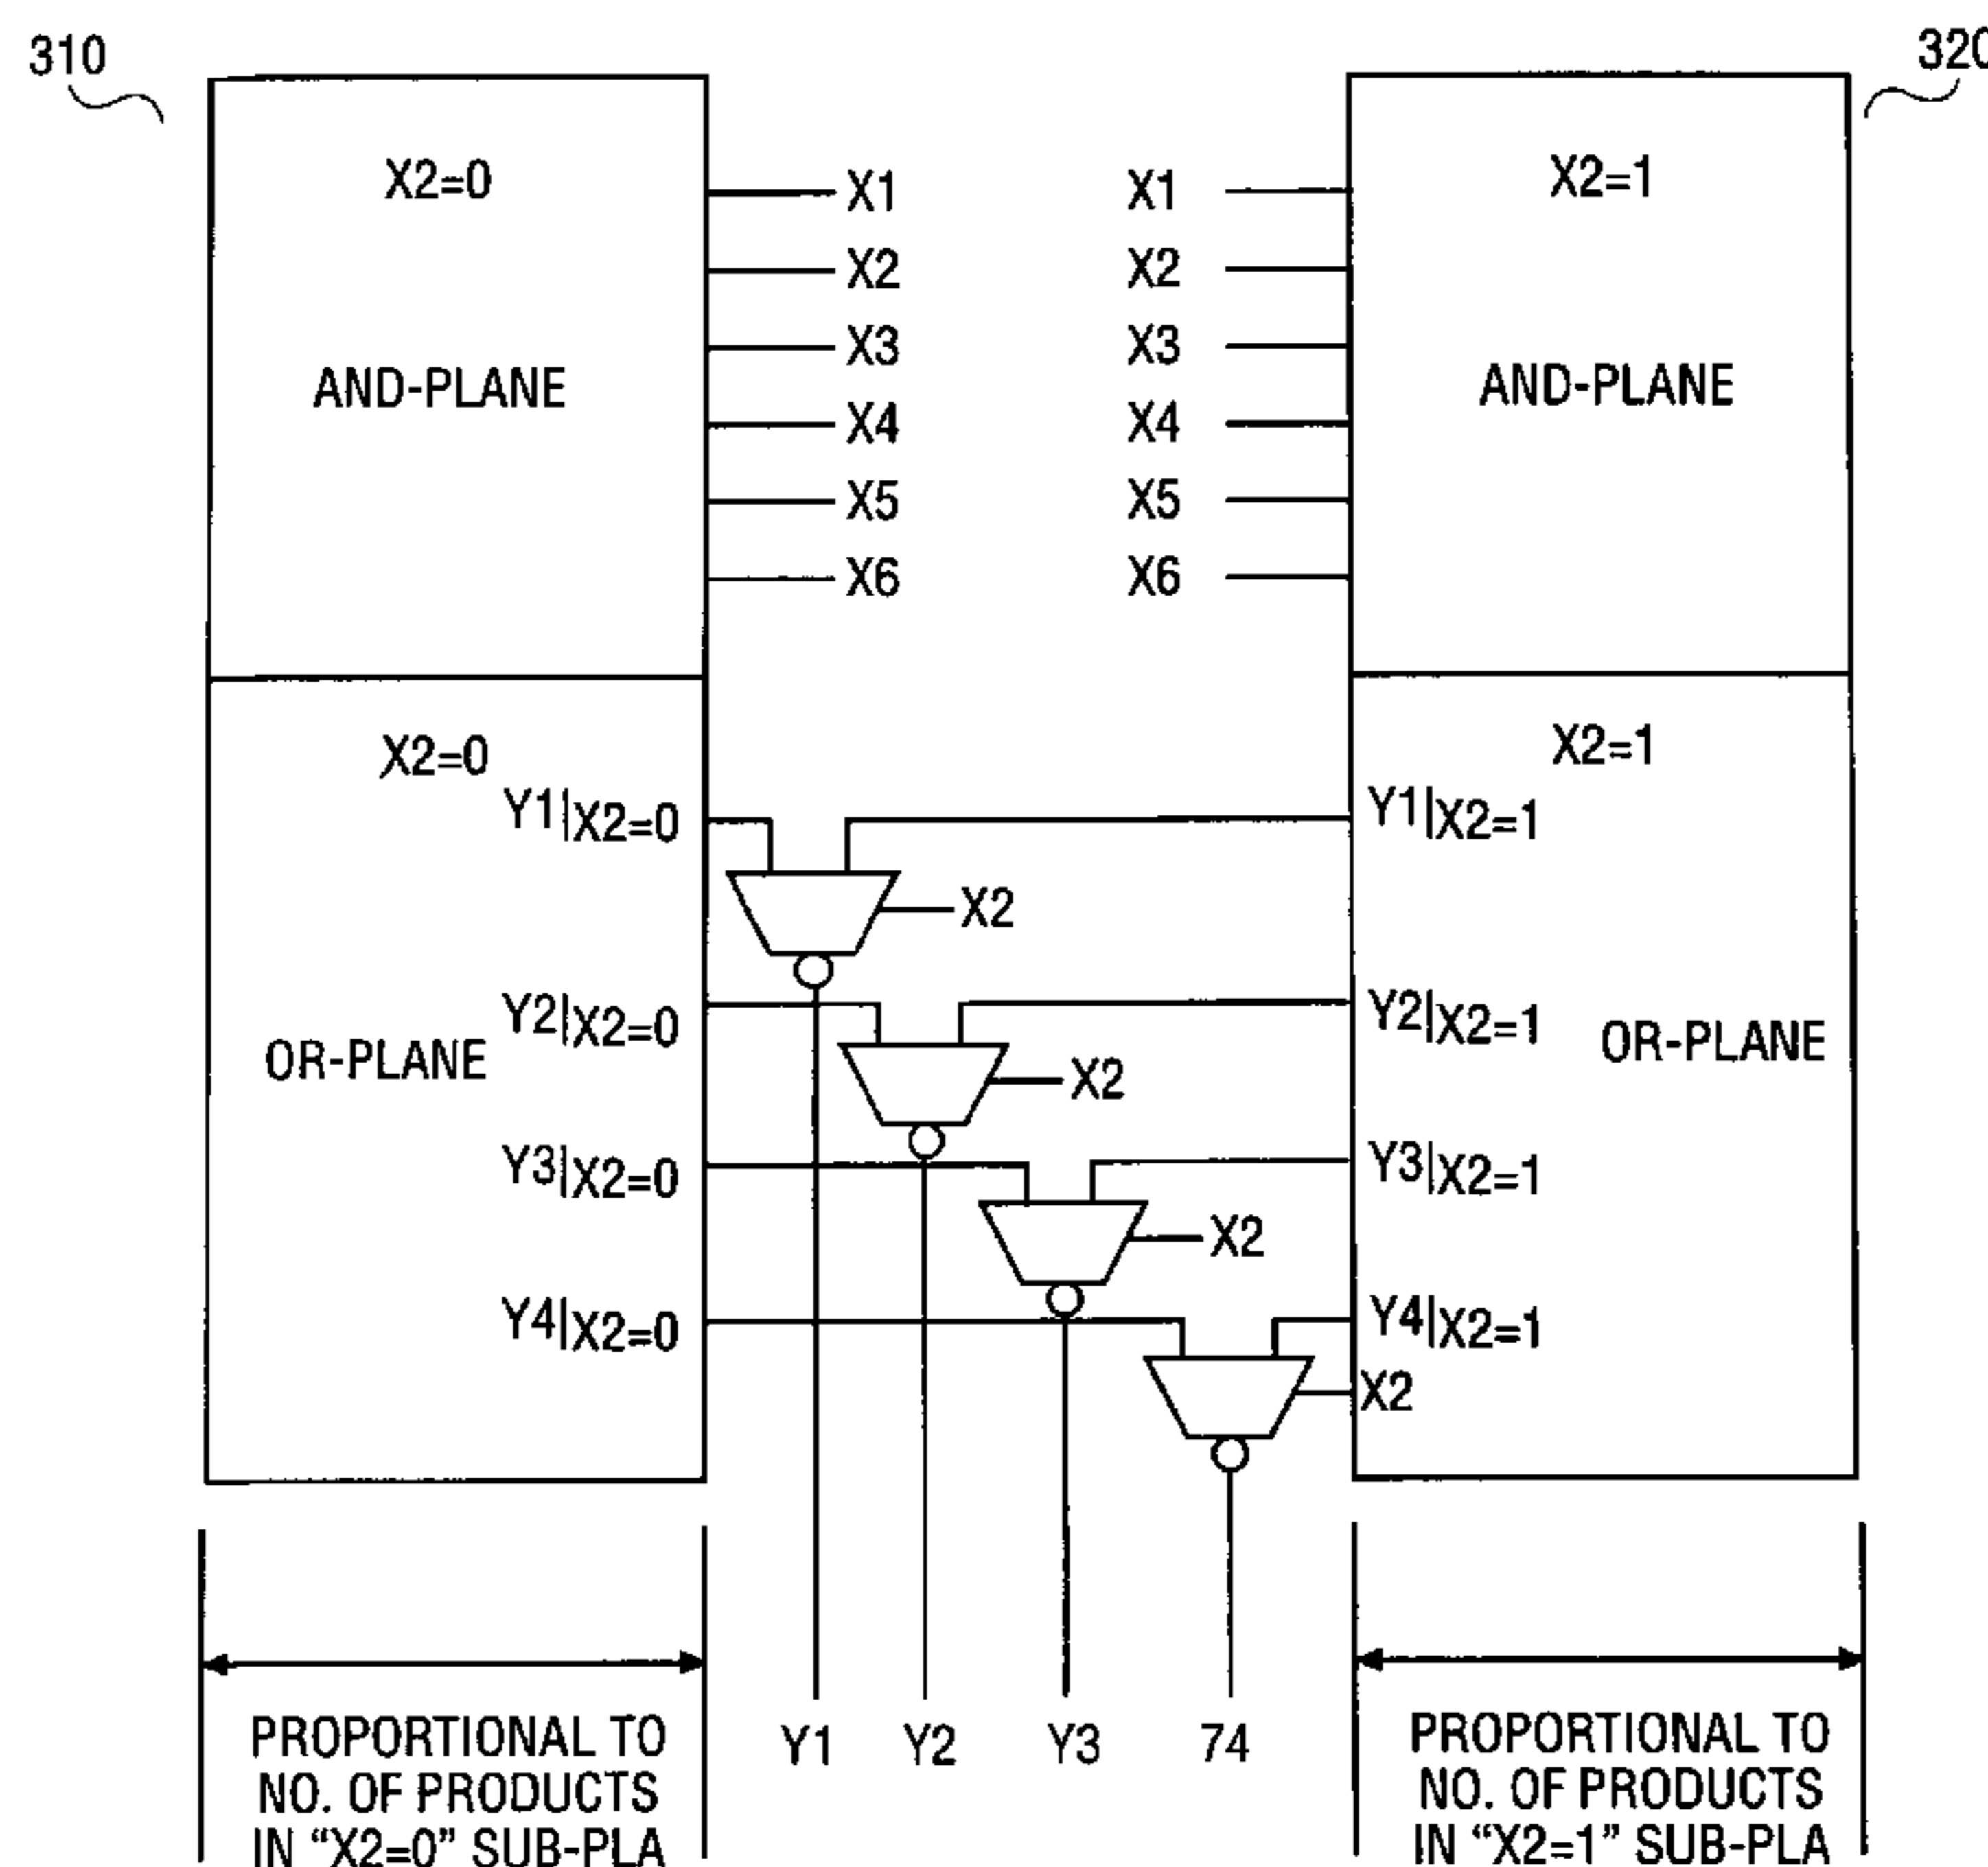 310
320
X2=0
X2=1
X1 X1
X2 X2
X3 X3
AND-PLANE AND-PLANE
X4 X4
X5 X5
X6 X6
X2=0
X2=1
Y1|X2=0
Y1|X2=1
X2
Y2|X2=0
Y2|X2=1
OR-PLANE
OR-PLANE
X2
Y3|X2=0
Y3|X2=1
X2
Y4|X2=0
Y4|X2=1
X2
PROPORTIONAL TO
NO. OF PRODUCTS
IN “X2=0” SUB-PLA
Y1 Y2 Y3 74
PROPORTIONAL TO
NO. OF PRODUCTS
IN “X2=1” SUB-PLA